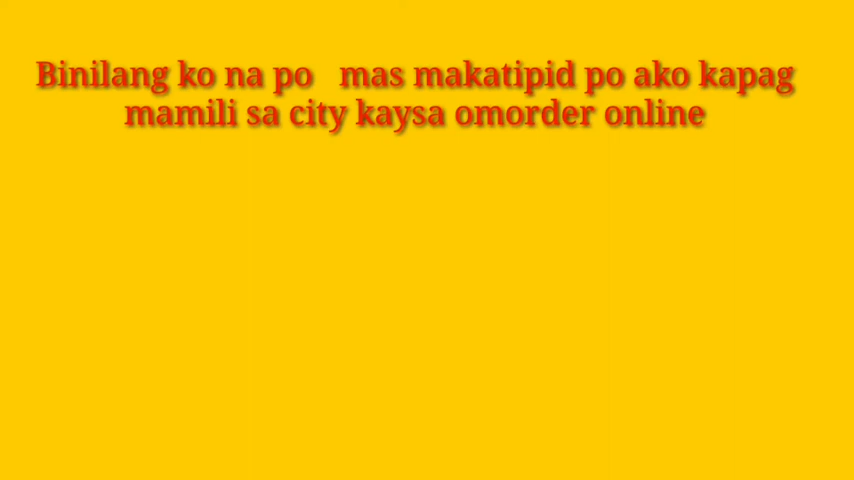 Binilang ko na po mas makatipid po ako kapag
mamili sa city kaysa omorder online